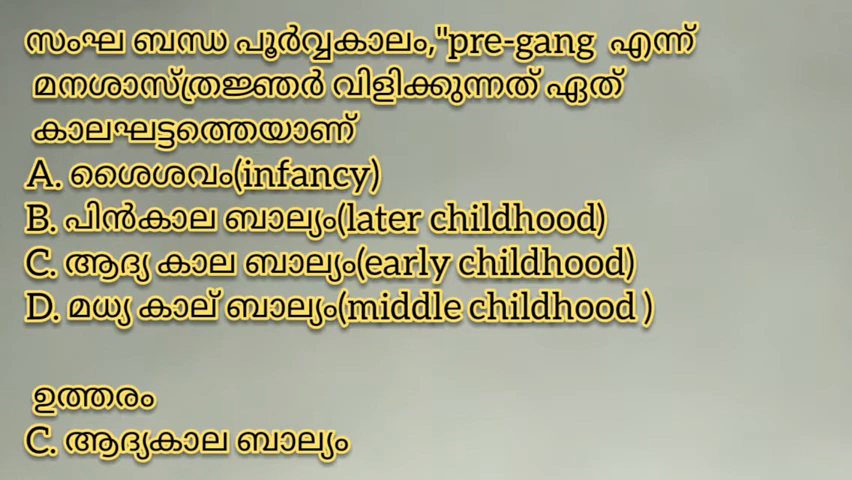 സംഘ ബന്ധ പൂർവ്വകാലം,"pre-gang എന്ന്
മനശാസ്ത്രജ്ഞർ വിളിക്കുന്നത് ഏത്
കാലഘട്ടത്തെയാണ്
A. ശൈശവം(infancy)
B. പിൻകാല ബാല്യം(later childhood)
C. ആദ്യ കാല ബാല്യം(early childhood)
D. മധ്യ കാല് ബാല്യം(middle childhood )
ഉത്തരം
C. ആദ്യകാല ബാല്യം